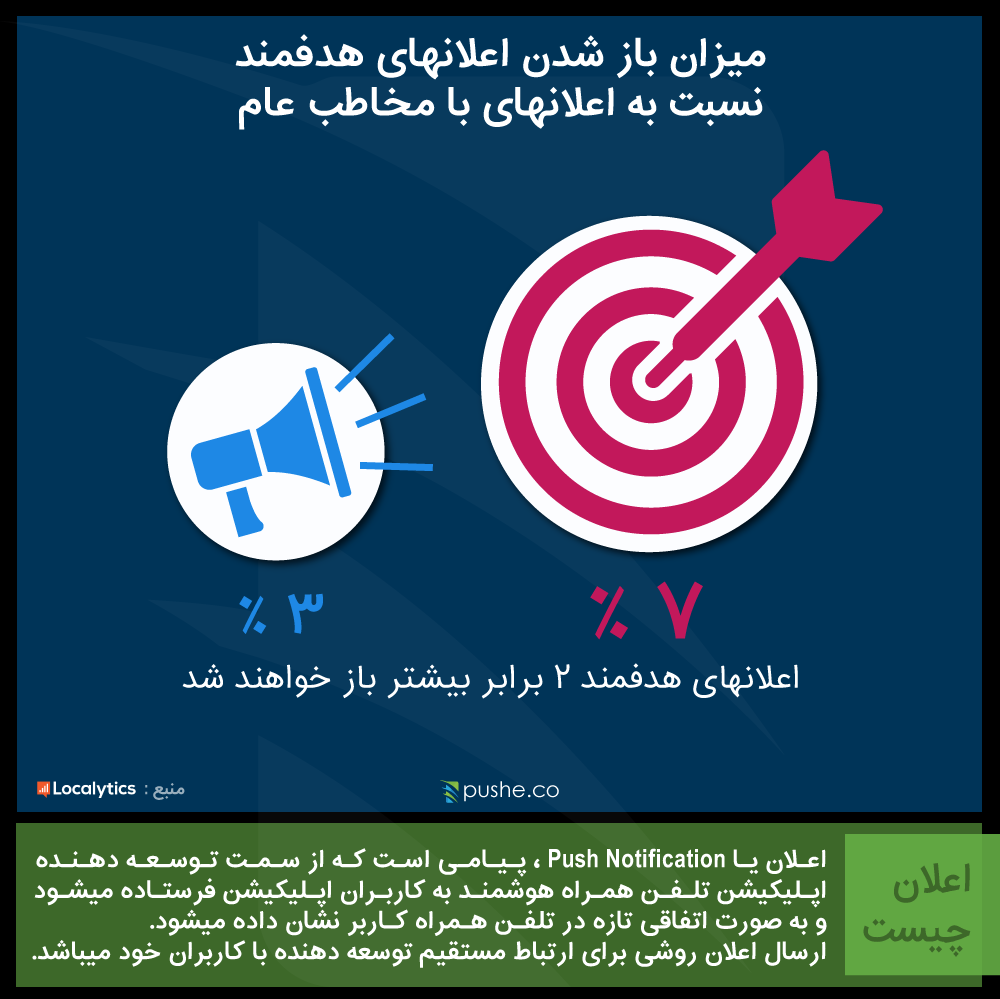 میزان باز شدن اعلانهای هدفمند
نسبت به اعلانهای با مخاطب عام
۷ %
۳ %
اعلانهای هدفمند ۲ برابر بیشتر باز خواهند شد
منبع : Localytics
pushe.co
اعلان
چیست
اعلان یا Push Notification ، پیامی است که از سمت توسعه دهنده
اپلیکیشن تلفن همراه هوشمند به کاربران اپلیکیشن فرستاده میشود
و به صورت اتفاقی تازه در تلفن همراه کاربر نشان داده میشود.
ارسال اعلان روشی برای ارتباط مستقیم توسعه دهنده با کاربران خود میباشد.